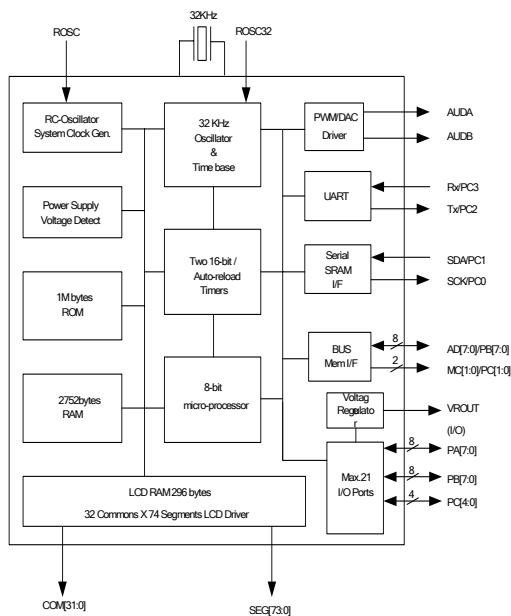 32KHz
ROSC
ROSC32
RC-Oscillator
System Clock Gen.
32 KHz
Oscillator
&
Time base
PWM/DAC
Driver
AUDA
AUDB
Power Supply
Voltage Detect
UART
Rx/PC3
Tx/PC2
Two 16-bit /
Auto-reload
Timers
Serial
SRAM
I/F
SDA/PC1
SCK/PC0
1M bytes
ROM
BUS
Mem I/F
8
AD[7:0]/PB[7:0]
2
MC[1:0]/PC[1:0]
2752bytes
RAM
8-bit
micro-processor
Voltag
Regulato
r
VROUT
(I/O)
Max.21
I/O Ports
8
PA[7:0]
8
PB[7:0]
4
PC[4:0]
LCD RAM 296 bytes
32 Commons X 74 Segments LCD Driver
COM[31:0]
SEG[73:0]